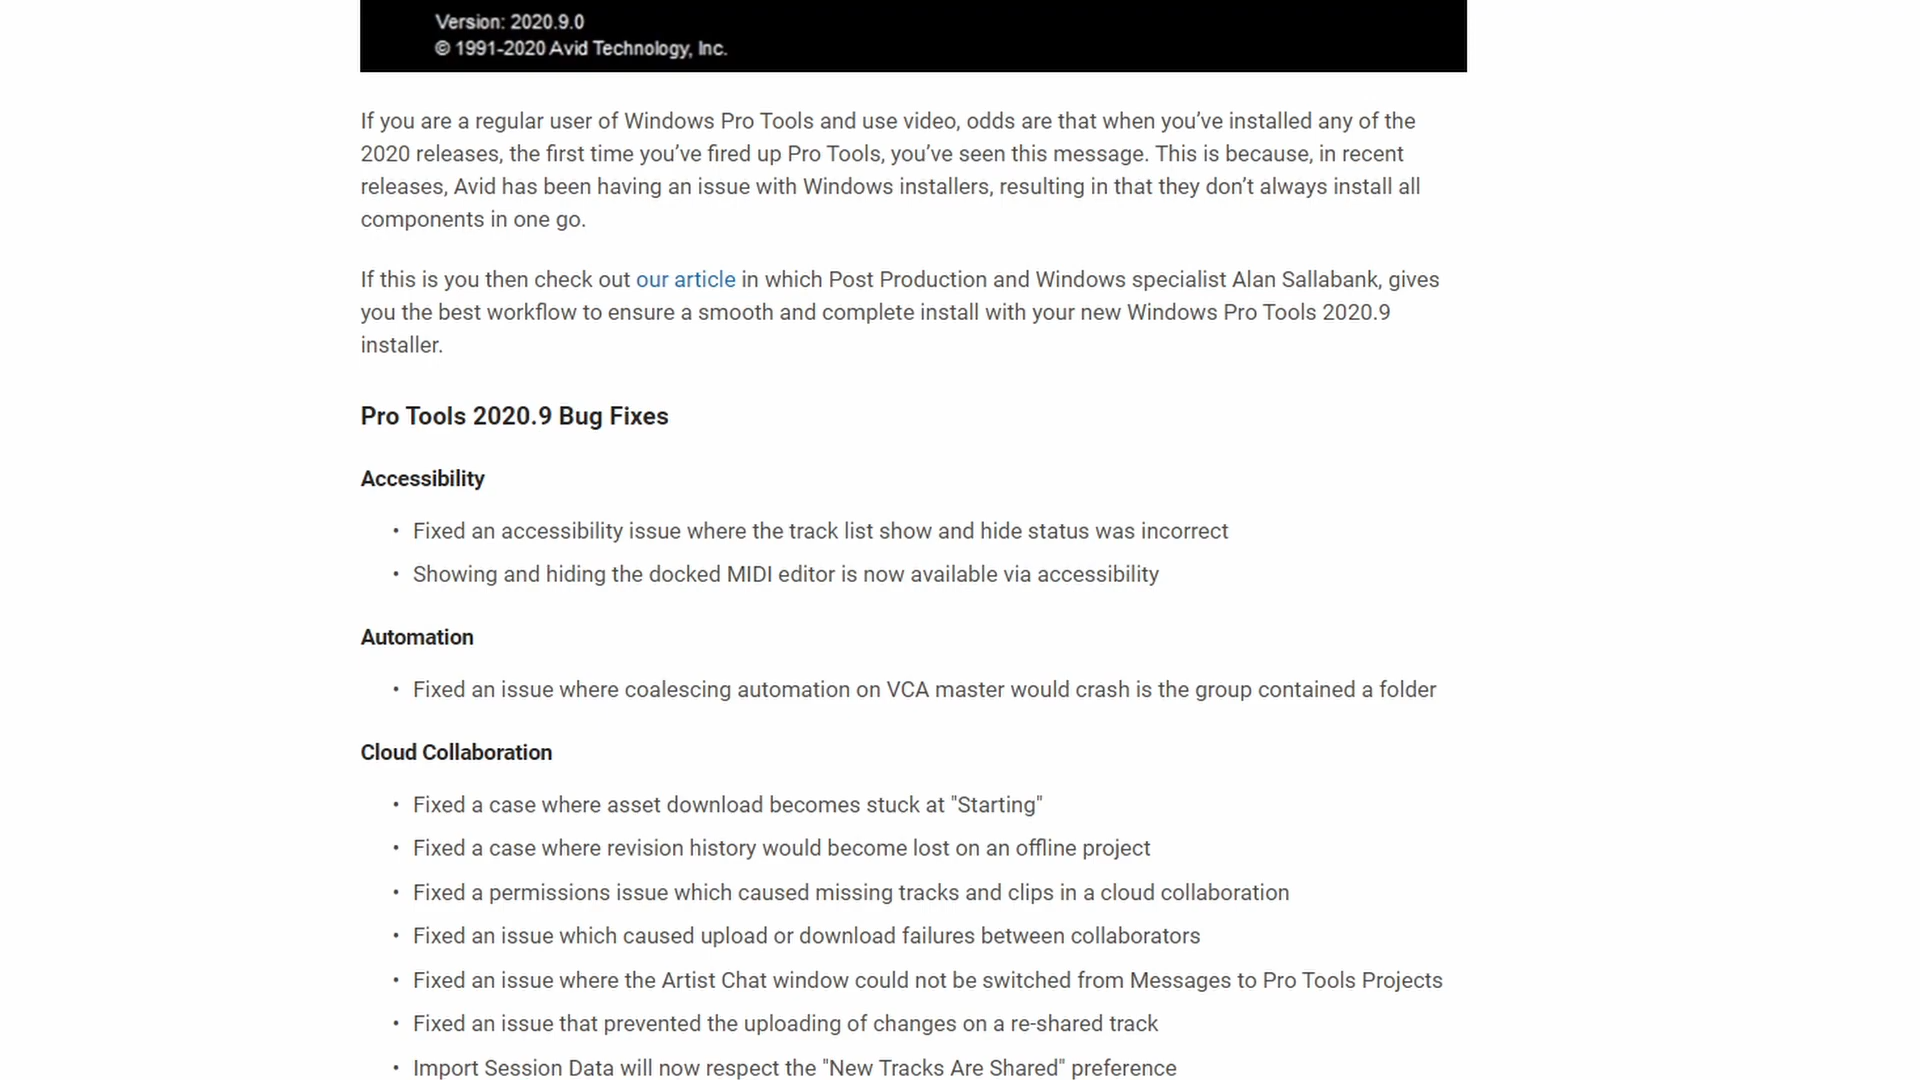 Version: 2020.9.0
© 1991-2020 Avid Technology, Inc.
If you are a regular user of Windows Pro Tools and use video, odds are that when you’ve installed any of the
2020 releases, the first time you’ve fired up Pro Tools, you’ve seen this message. This is because, in recent
releases, Avid has been having an issue with Windows installers, resulting in that they don’t always install all
components in one go.
If this is you then check out our article in which Post Production and Windows specialist Alan Sallabank, gives
you the best workflow to ensure a smooth and complete install with your new Windows Pro Tools 2020.9
installer.
Pro Tools 2020.9 Bug Fixes
Accessibility
• Fixed an accessibility issue where the track list show and hide status was incorrect
• Showing and hiding the docked MIDI editor is now available via accessibility
Automation
• Fixed an issue where coalescing automation on VCA master would crash is the group contained a folder
Cloud Collaboration
• Fixed a case where asset download becomes stuck at "Starting"
• Fixed a case where revision history would become lost on an offline project
• Fixed a permissions issue which caused missing tracks and clips in a cloud collaboration
• Fixed an issue which caused upload or download failures between collaborators
• Fixed an issue where the Artist Chat window could not be switched from Messages to Pro Tools Projects
• Fixed an issue that prevented the uploading of changes on a re-shared track
• Import Session Data will now respect the "New Tracks Are Shared" preference